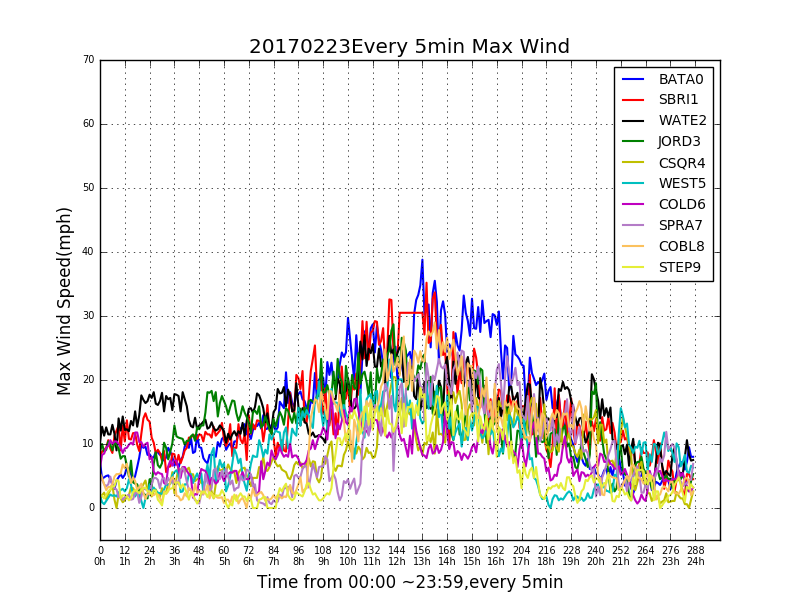 20170223Every 5min Max Wind
Max Wind Speed(mph)
70
60
50
40
30
20
10
0
BATA0
SBRI1
WATE2
JORD3
CSQR4
WEST5
COLD6
SPRA7
COBL8
STEP9
0 12 24 36 48 60 72 84 96 108 120 132 144 156 168 180 192 204 216 228 240 252 264 276 288
0h 1h 2h 3h 4h 5h 6h 7h 8h 9h 10h 11h 12h 13h 14h 15h 16h 17h 18h 19h 20h 21h 22h 23h 24h
Time from 00:00 ~23:59,every 5min